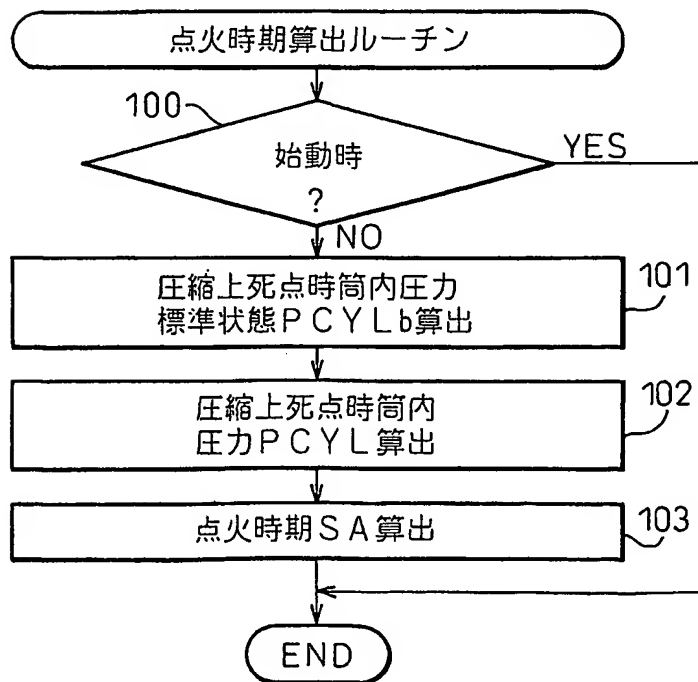 点火時期算出ルーチン
100
始動時
?
YES
NO
圧縮上死点時筒内圧力
標準状態PCYLb算出
101
圧縮上死点時筒内
圧力PCYL算出
102
点火時期SA算出
103
END